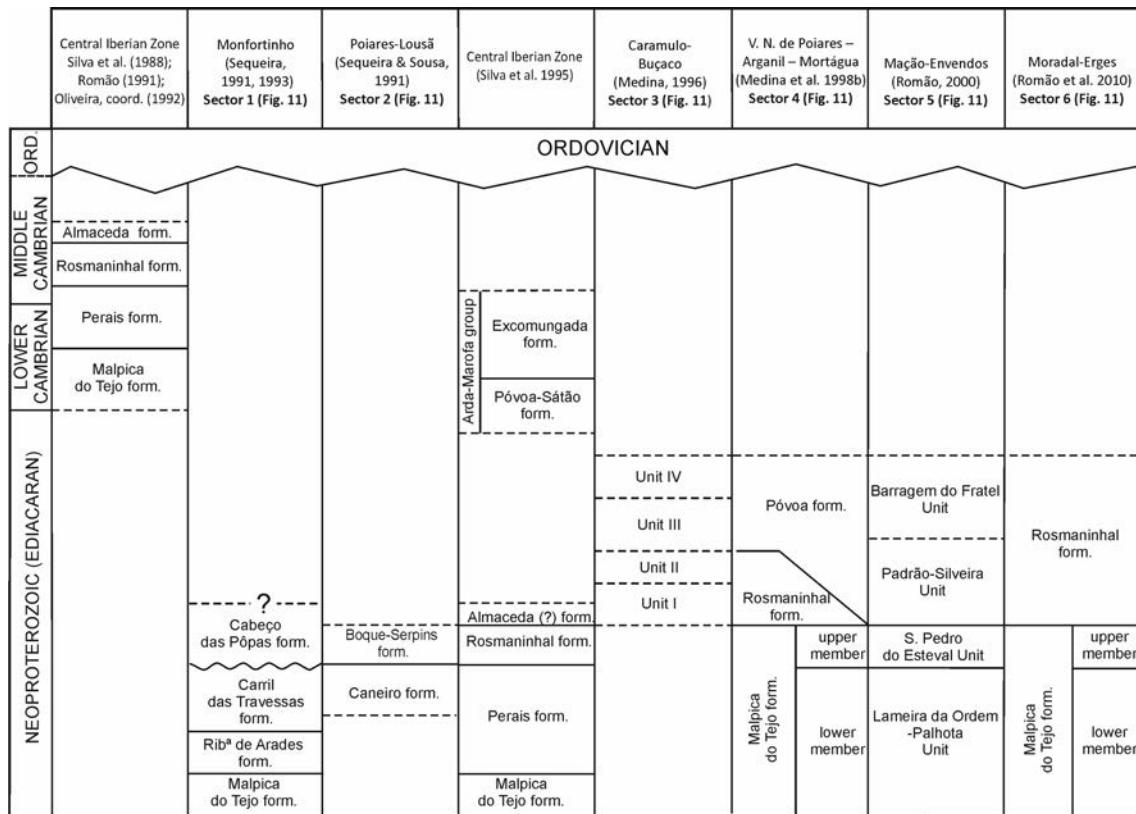 Central Iberian Zone
Silva et al. (1988);
Romão (1991);
Oliveira, coord. (1992)
Monfortinho
(Sequeira,
1991, 1993)
Sector 1 (Fig. 11)
Poiares-Lousã
(Sequeira & Sousa,
1991)
Sector 2 (Fig. 11)
Central Iberian Zone
(Silva et al. 1995)
Caramulo-
Buçaco
(Medina, 1996)
Sector 3 (Fig. 11)
V. N. de Poiares –
Arganil – Mortágua
(Medina et al. 1998b)
Sector 4 (Fig. 11)
Mação-Envendos
(Romão, 2000)
Sector 5 (Fig. 11)
Moradal-Erges
(Romão et al. 2010)
Sector 6 (Fig. 11)
ORD.
ORDOVICIAN
MIDDLE
CAMBRIAN
LOWER
CAMBRIAN
NEOPROTEROZOIC (EDIACARAN)
Almaceda form.
Rosmaninhal form.
Perais form.
Malpica
do Tejo form.
?
Cabeço
das Pôpas form.
Carril
das Travessas
form.
Ribª de Arades
form.
Malpica
do Tejo form.
Boque-Serpins
form.
Caneiro form.
Arda-Marofa group
Excomungada
form.
Póvoa-Sátão
form.
Almaceda (?) form.
Rosmaninhal form.
Perais form.
Malpica
do Tejo form.
Unit IV
Unit III
Unit II
Unit I
Póvoa form.
Rosmaninhal
form.
Malpica
do Tejo form.
upper
member
lower
member
Barragem do Fratel
Unit
Padrão-Silveira
Unit
S. Pedro
do Esteval Unit
Lameira da Ordem
-Palhota
Unit
Rosmaninhal
form.
Malpica
do Tejo form.
upper
member
lower
member